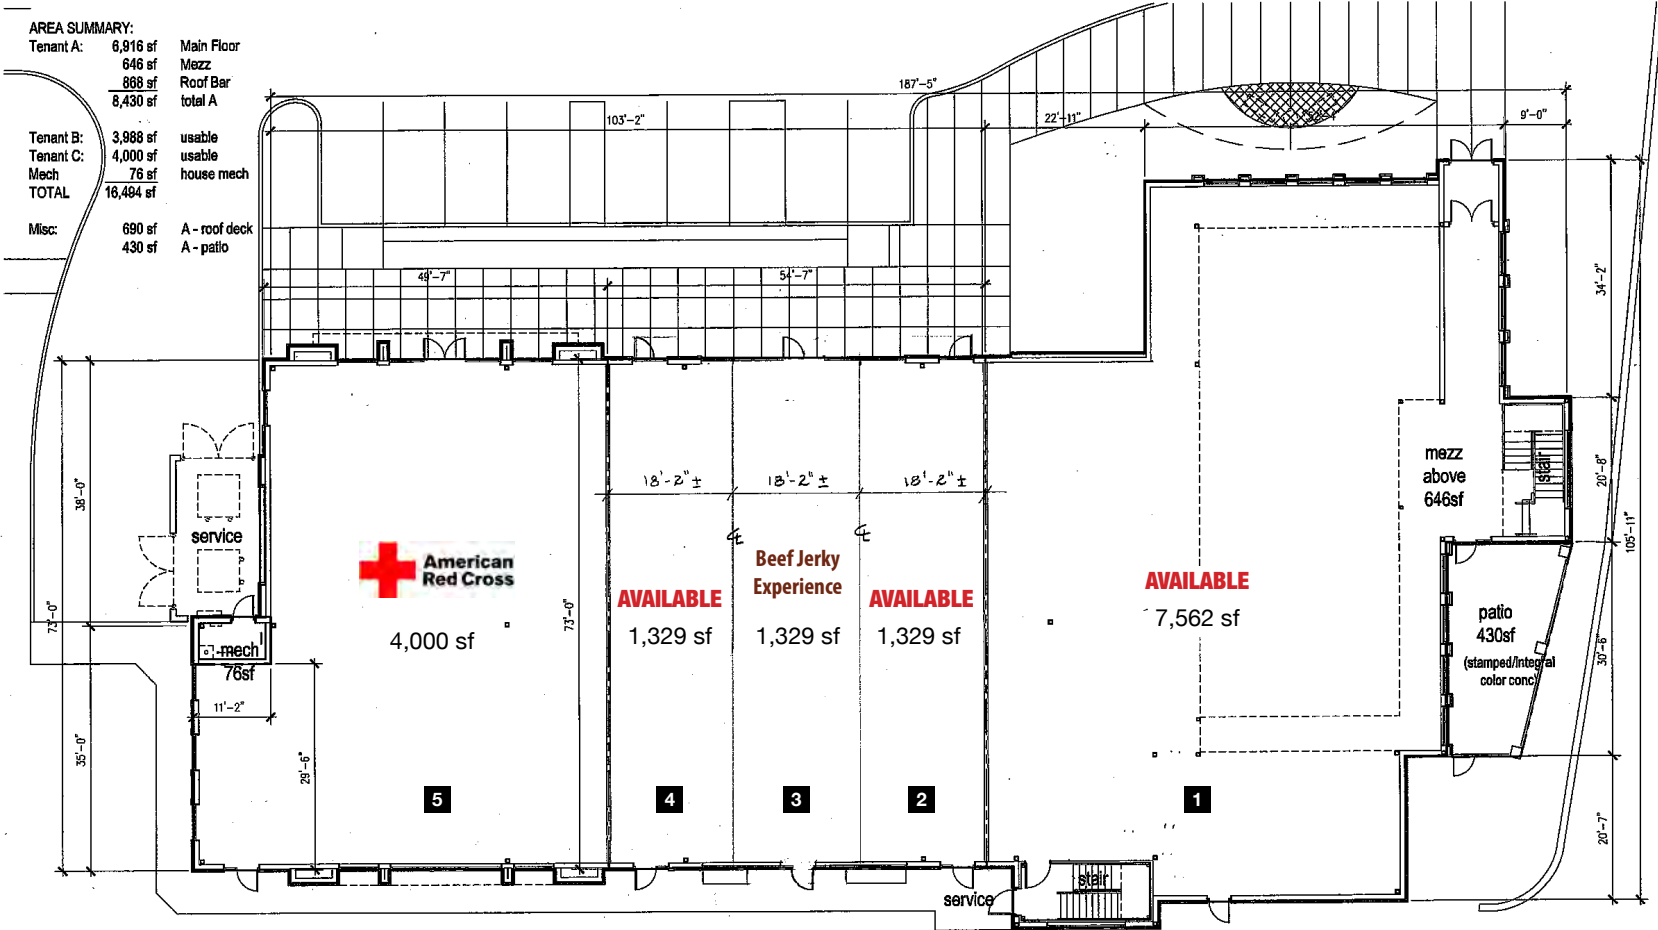 AREA SUMMARY:
Tenant A: 6,916 sf Main Floor
646 sf Mezz
868 sf Roof Bar
8,430 sf total A
Tenant B: 3,988 sf usable
Tenant C: 4,000 sf usable
Mech 76 sf house mech
TOTAL 16,494 sf
Misc: 690 sf A - roof deck
430 sf A - patio
187'-5"
103'-2"
22'-11"
9'-0"
49'-7"
54'-7"
34'-2"
38'-0"
73'-0"
35'-0"
service
mech
76sf
11'-2"
29'-6"
73'-0"
American
Red Cross
4,000 sf
5
18'-2" ±
18'-2" ±
18'-2" ±
AVAILABLE
1,329 sf
4
Beef Jerky
Experience
1,329 sf
3
AVAILABLE
1,329 sf
2
AVAILABLE
7,562 sf
1
mezz
above
646sf
stair
20'-8"
105'-11"
patio
430sf
(stamped/integral
color conc)
30'-6"
20'-7"
stair
service